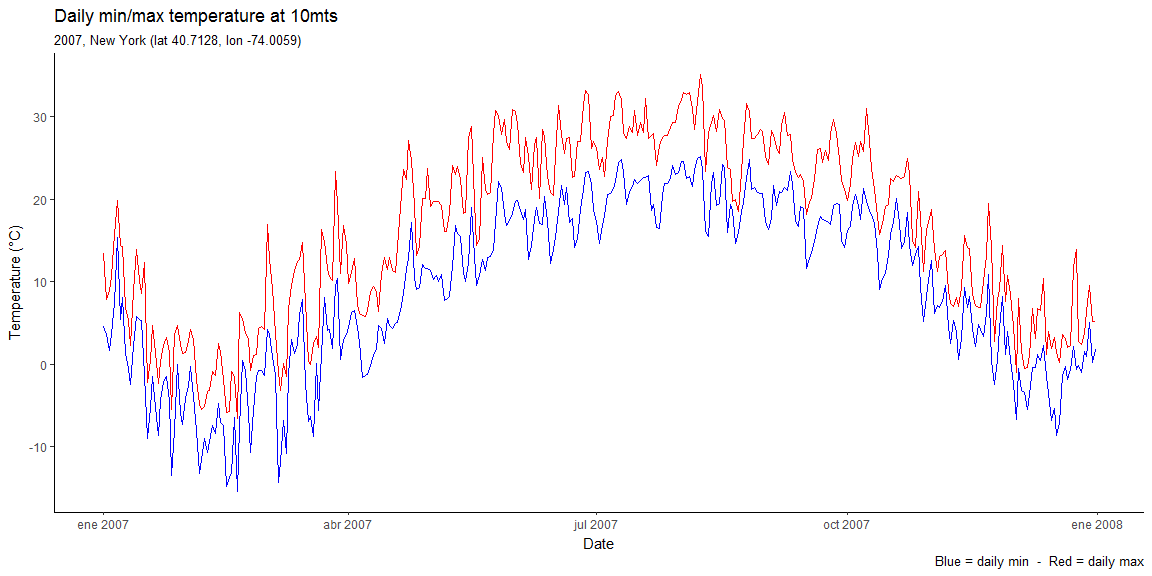 Daily min/max temperature at 10mts
2007, New York (lat 40.7128, lon -74.0059)
Temperature (°C)
30
20
10
0
-10
ene 2007
abr 2007
jul 2007
oct 2007
ene 2008
Date
Blue = daily min - Red = daily max